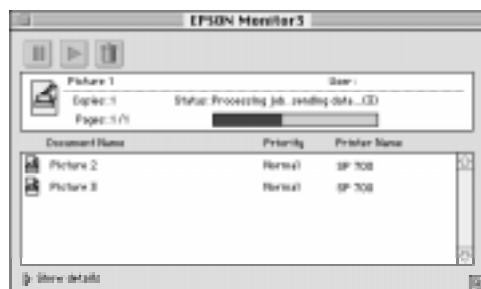 EPSON Monitor3
Picture 1 User:
Copies: 1 Status: Processing job. sending data...(3)
Pages: 1/1
Document Name Priority Printer Name
Picture 2 Normal SP 700
Picture 3 Normal SP 700
Show details